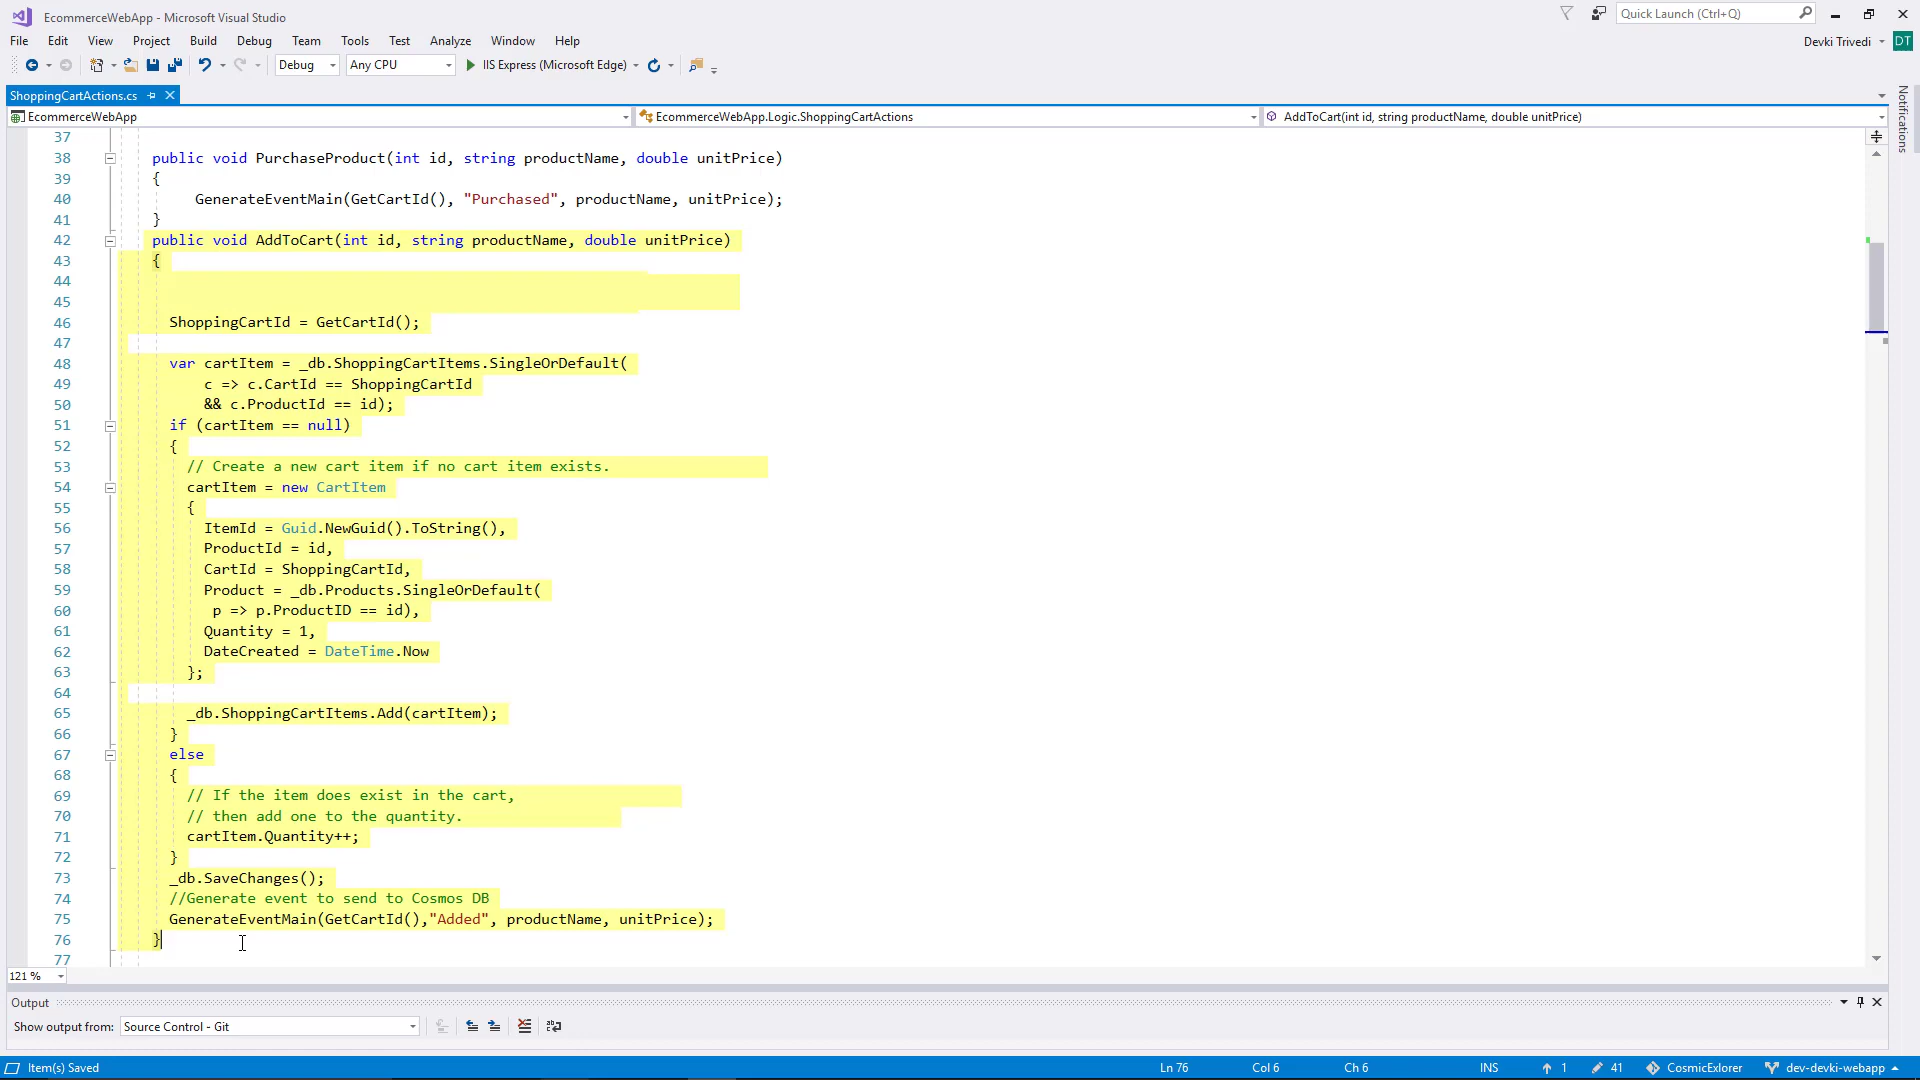 EcommerceWebApp - Microsoft Visual Studio
Quick Launch (Ctrl+Q)
File Edit View Project Build Debug Team Tools Test Analyze Window Help
Devki Trivedi DT
Debug Any CPU IIS Express (Microsoft Edge)
ShoppingCartActions.cs
Notifications
EcommerceWebApp EcommerceWebApp.Logic.ShoppingCartActions AddToCart(int id, string productName, double unitPrice)
37
38 public void PurchaseProduct(int id, string productName, double unitPrice)
39 {
40 GenerateEventMain(GetCartId(), "Purchased", productName, unitPrice);
41 }
42 public void AddToCart(int id, string productName, double unitPrice)
43 {
44
45
46 ShoppingCartId = GetCartId();
47
48 var cartItem = _db.ShoppingCartItems.SingleOrDefault(
49 c => c.CartId == ShoppingCartId
50 && c.ProductId == id);
51 if (cartItem == null)
52 {
53 // Create a new cart item if no cart item exists.
54 cartItem = new CartItem
55 {
56 ItemId = Guid.NewGuid().ToString(),
57 ProductId = id,
58 CartId = ShoppingCartId,
59 Product = _db.Products.SingleOrDefault(
60 p => p.ProductID == id),
61 Quantity = 1,
62 DateCreated = DateTime.Now
63 };
64
65 _db.ShoppingCartItems.Add(cartItem);
66 }
67 else
68 {
69 // If the item does exist in the cart,
70 // then add one to the quantity.
71 cartItem.Quantity++;
72 }
73 _db.SaveChanges();
74 //Generate event to send to Cosmos DB
75 GenerateEventMain(GetCartId(),"Added", productName, unitPrice);
76 }
77
121 %
Output
Show output from: Source Control - Git
Item(s) Saved Ln 76 Col 6 Ch 6 INS 1 41 CosmicExlorer dev-devki-webapp